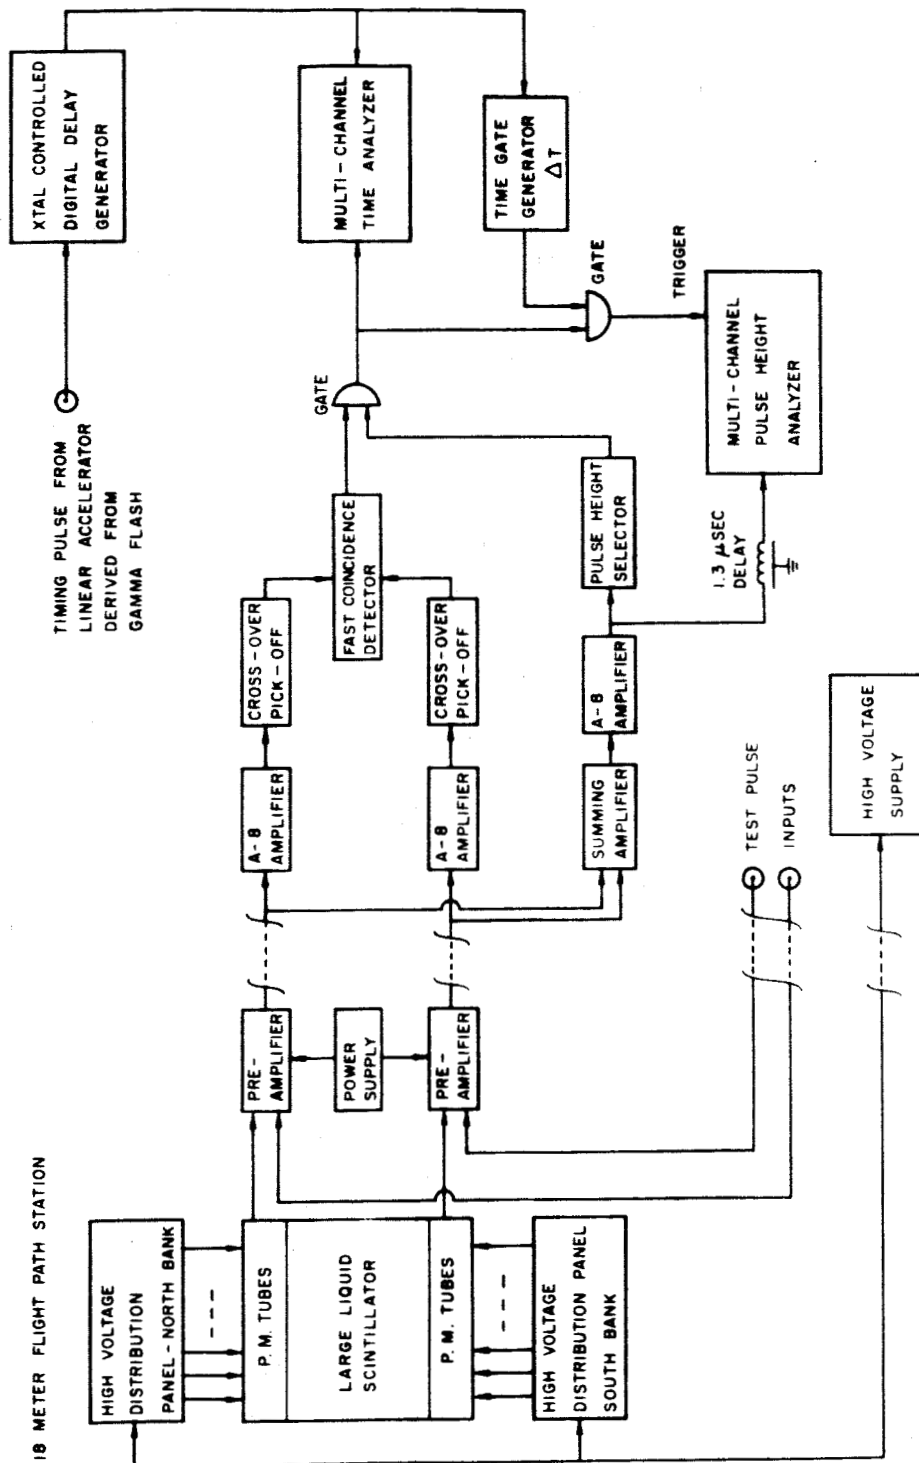 18 METER FLIGHT PATH STATION
HIGH VOLTAGE
DISTRIBUTION
PANEL-NORTH BANK
P. M. TUBES
LARGE LIQUID
SCINTILLATOR
P. M. TUBES
HIGH VOLTAGE
DISTRIBUTION PANEL
SOUTH BANK
PRE-
AMPLIFIER
POWER
SUPPLY
PRE-
AMPLIFIER
A-8
AMPLIFIER
A-8
AMPLIFIER
SUMMING
AMPLIFIER
TEST PULSE
INPUTS
HIGH VOLTAGE
SUPPLY
CROSS-OVER
PICK-OFF
CROSS-OVER
PICK-OFF
A-8
AMPLIFIER
FAST COINCIDENCE
DETECTOR
PULSE HEIGHT
SELECTOR
1.3 μSEC
DELAY
TIMING PULSE FROM
LINEAR ACCELERATOR
DERIVED FROM
GAMMA FLASH
GATE
GATE
TRIGGER
MULTI-CHANNEL
PULSE HEIGHT
ANALYZER
XTAL CONTROLLED
DIGITAL DELAY
GENERATOR
MULTI-CHANNEL
TIME ANALYZER
TIME GATE
GENERATOR
ΔT